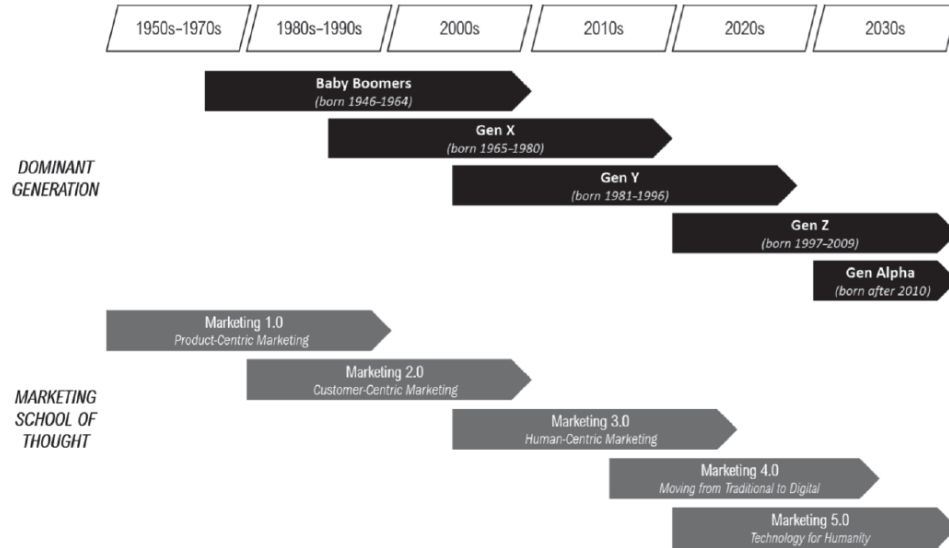 1950s–1970s
1980s–1990s
2000s
2010s
2020s
2030s
DOMINANT
GENERATION
Baby Boomers
(born 1946–1964)
Gen X
(born 1965–1980)
Gen Y
(born 1981–1996)
Gen Z
(born 1997–2009)
Gen Alpha
(born after 2010)
MARKETING
SCHOOL OF
THOUGHT
Marketing 1.0
Product-Centric Marketing
Marketing 2.0
Customer-Centric Marketing
Marketing 3.0
Human-Centric Marketing
Marketing 4.0
Moving from Traditional to Digital
Marketing 5.0
Technology for Humanity